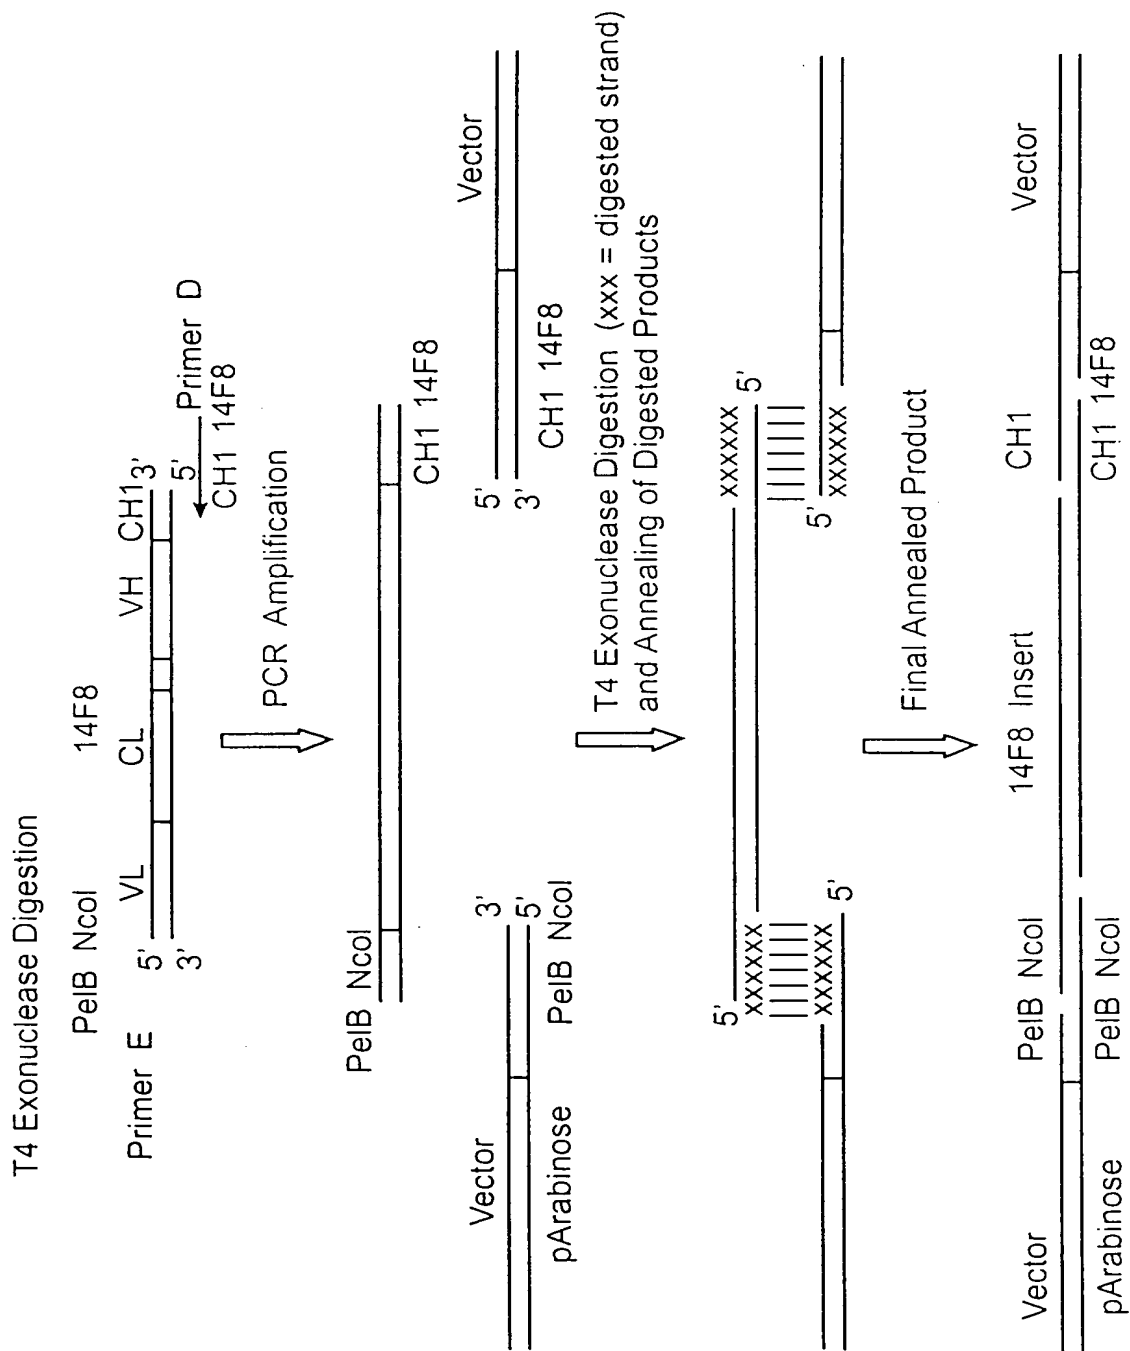 T4 Exonuclease Digestion
PelB NcoI 14F8
Primer E
VL CL VH CH1
5' 3'
3' 5'
Primer D
CH1 14F8
PCR Amplification
PelB NcoI
CH1 14F8
Vector
3'
5'
pArabinose PelB NcoI
Vector
5'
3'
CH1 14F8
T4 Exonuclease Digestion (xxx = digested strand)
and Annealing of Digested Products
5' xxxxxx
xxxxxx 5'
xxxxxx 5'
5' xxxxxx
Final Annealed Product
Vector PelB NcoI 14F8 Insert CH1 Vector
pArabinose PelB NcoI CH1 14F8